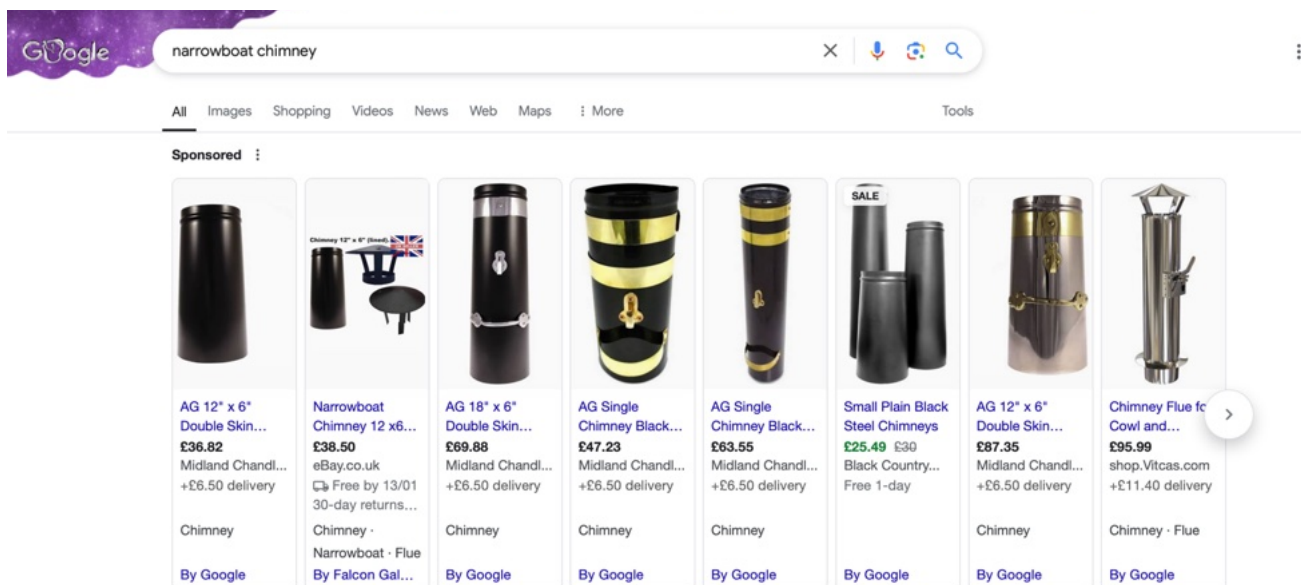 Google
narrowboat chimney
All Images Shopping Videos News Web Maps More Tools
Sponsored
Chimney 12" x 6" (lined).
SALE
AG 12" x 6"
Double Skin...
£36.82
Midland Chandl...
+£6.50 delivery
Chimney
By Google
Narrowboat
Chimney 12 x6...
£38.50
eBay.co.uk
Free by 13/01
30-day returns...
Chimney ·
Narrowboat · Flue
By Falcon Gal...
AG 18" x 6"
Double Skin...
£69.88
Midland Chandl...
+£6.50 delivery
Chimney
By Google
AG Single
Chimney Black...
£47.23
Midland Chandl...
+£6.50 delivery
Chimney
By Google
AG Single
Chimney Black...
£63.55
Midland Chandl...
+£6.50 delivery
Chimney
By Google
Small Plain Black
Steel Chimneys
£25.49 £30
Black Country...
Free 1-day
By Google
AG 12" x 6"
Double Skin...
£87.35
Midland Chandl...
+£6.50 delivery
Chimney
By Google
Chimney Flue fo
Cowl and...
£95.99
shop.Vitcas.com
+£11.40 delivery
Chimney · Flue
By Google